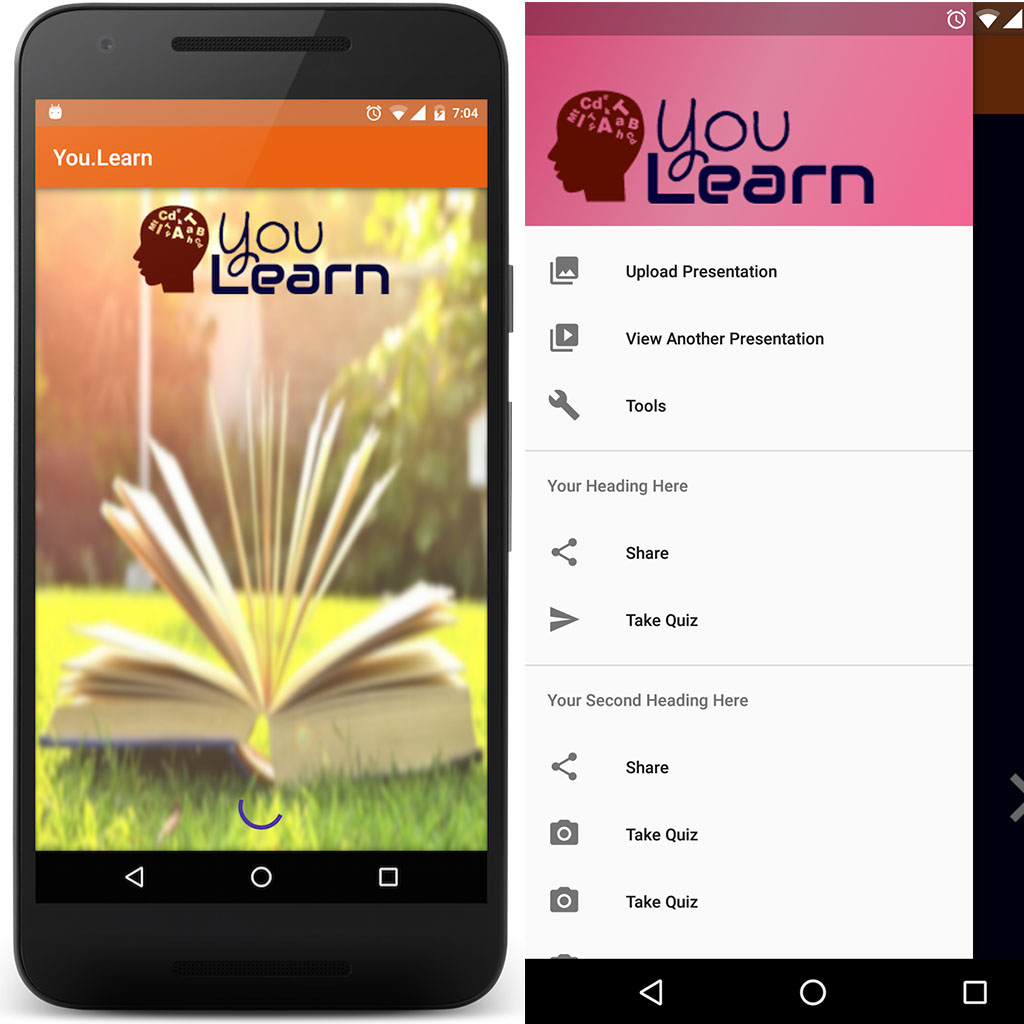 7:04
You.Learn
You
Learn
You
Learn
Upload Presentation
View Another Presentation
Tools
Your Heading Here
Share
Take Quiz
Your Second Heading Here
Share
Take Quiz
Take Quiz